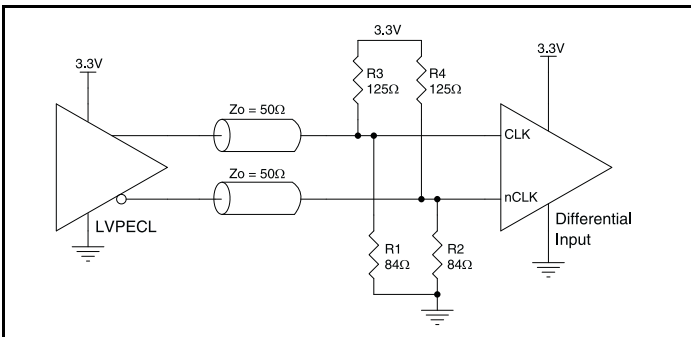 3.3V
3.3V
3.3V
R3
125Ω
R4
125Ω
Zo = 50Ω
CLK
Zo = 50Ω
nCLK
LVPECL
Differential
Input
R1
84Ω
R2
84Ω